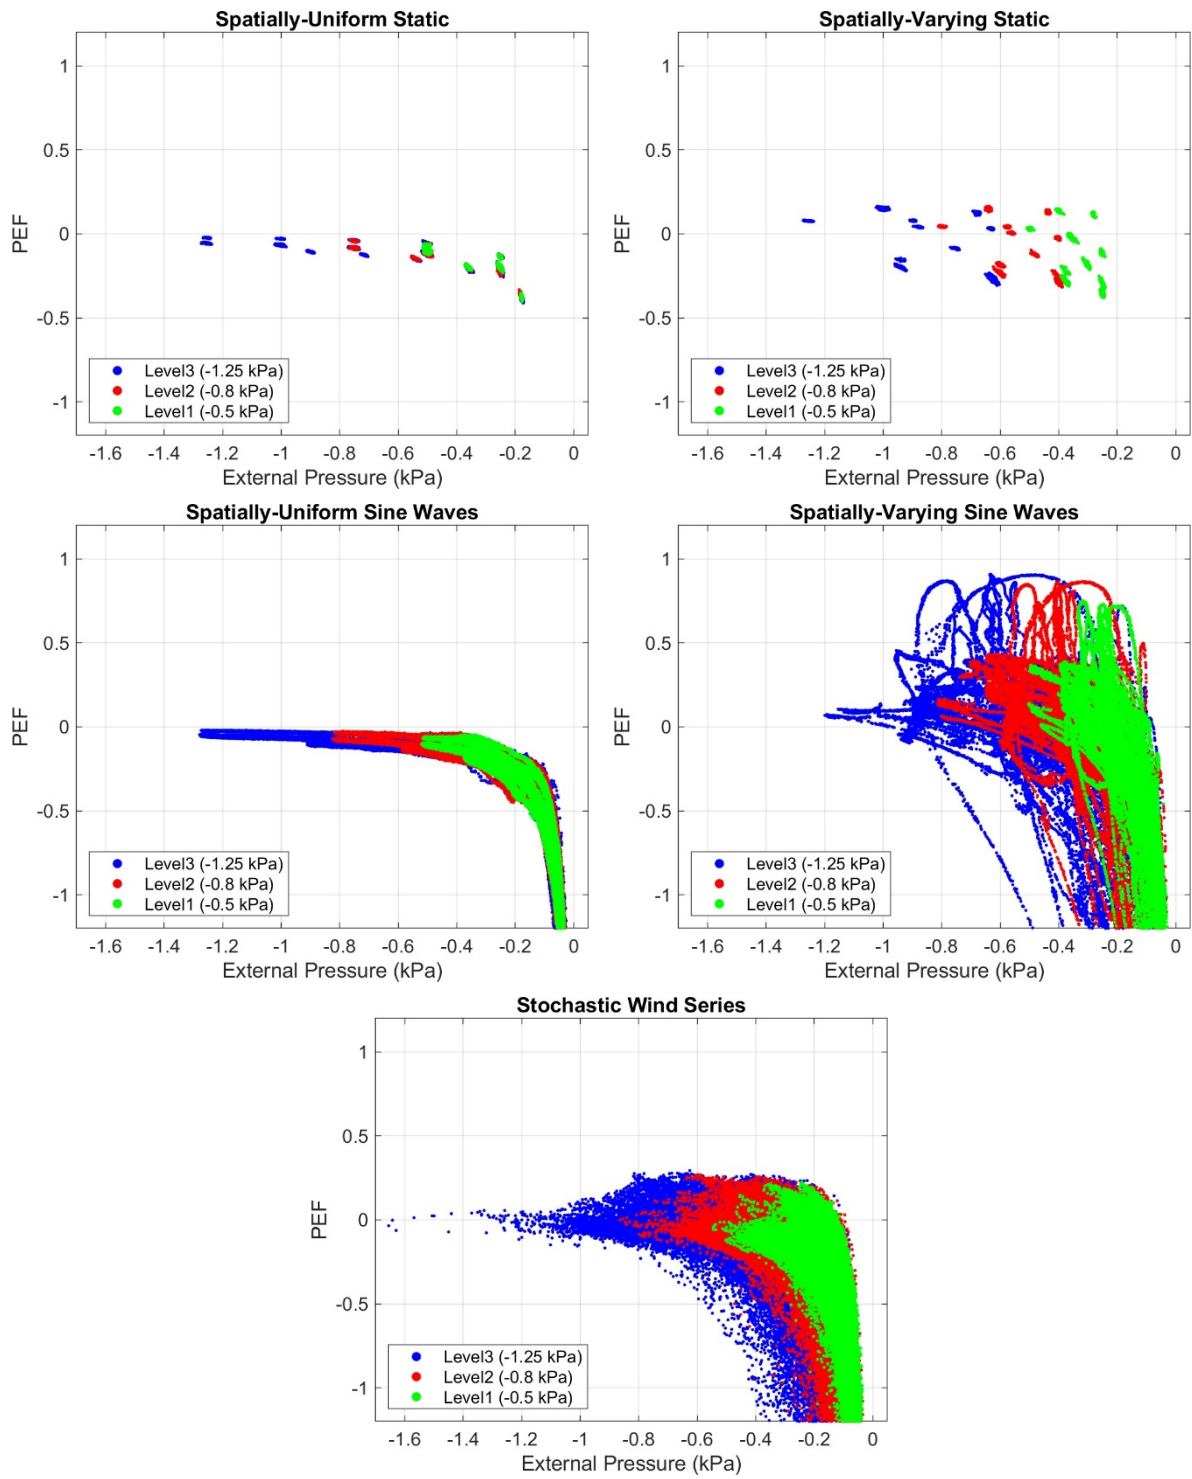 Spatially-Uniform Static
1
0.5
0
-0.5
-1
PEF
Level3 (-1.25 kPa)
Level2 (-0.8 kPa)
Level1 (-0.5 kPa)
-1.6 -1.4 -1.2 -1 -0.8 -0.6 -0.4 -0.2 0
External Pressure (kPa)
Spatially-Varying Static
1
0.5
0
-0.5
-1
PEF
Level3 (-1.25 kPa)
Level2 (-0.8 kPa)
Level1 (-0.5 kPa)
-1.6 -1.4 -1.2 -1 -0.8 -0.6 -0.4 -0.2 0
External Pressure (kPa)
Spatially-Uniform Sine Waves
1
0.5
0
-0.5
-1
PEF
Level3 (-1.25 kPa)
Level2 (-0.8 kPa)
Level1 (-0.5 kPa)
-1.6 -1.4 -1.2 -1 -0.8 -0.6 -0.4 -0.2 0
External Pressure (kPa)
Spatially-Varying Sine Waves
1
0.5
0
-0.5
-1
PEF
Level3 (-1.25 kPa)
Level2 (-0.8 kPa)
Level1 (-0.5 kPa)
-1.6 -1.4 -1.2 -1 -0.8 -0.6 -0.4 -0.2 0
External Pressure (kPa)
Stochastic Wind Series
1
0.5
0
-0.5
-1
PEF
Level3 (-1.25 kPa)
Level2 (-0.8 kPa)
Level1 (-0.5 kPa)
-1.6 -1.4 -1.2 -1 -0.8 -0.6 -0.4 -0.2 0
External Pressure (kPa)